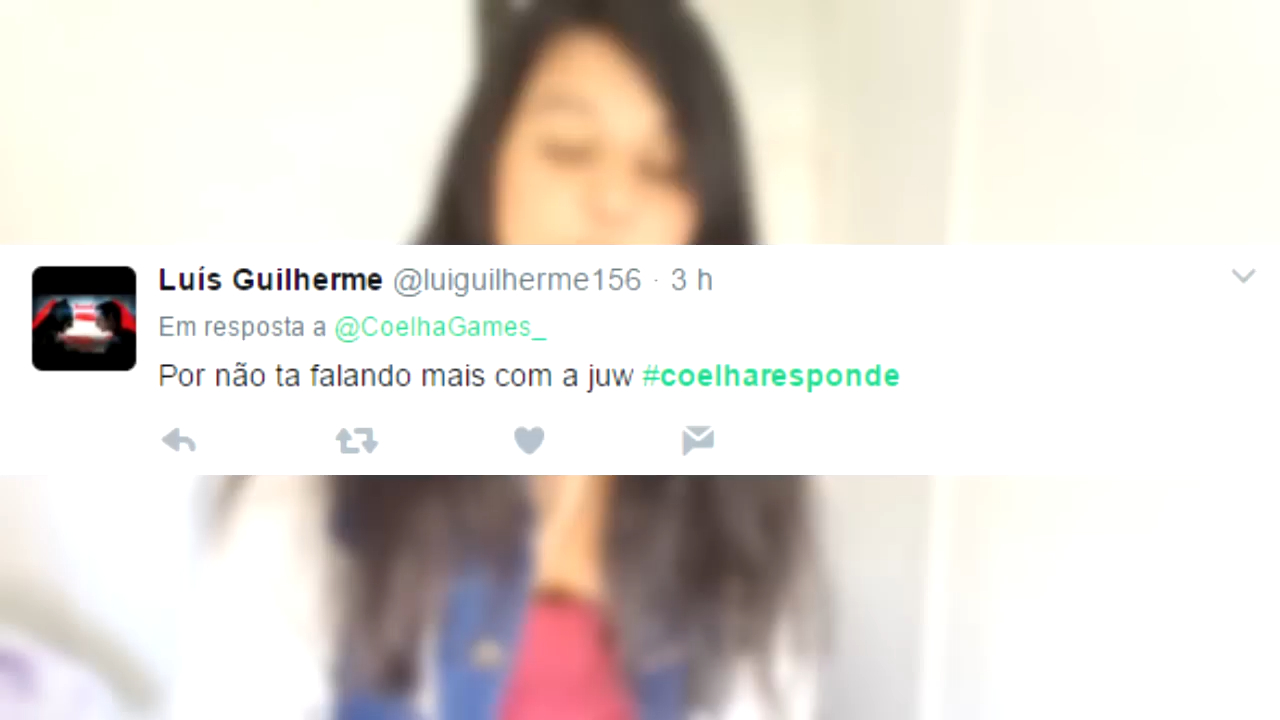 Luís Guilherme @luiguilherme156 · 3 h
Em resposta a @CoelhaGames_
Por não ta falando mais com a juw #coelharesponde